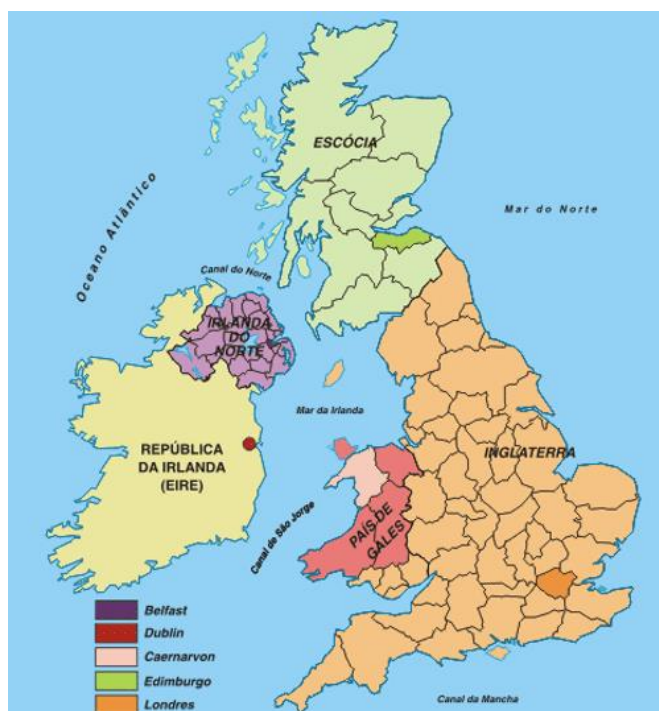 ESCÓCIA
Oceano Atlântico
Mar do Norte
Canal do Norte
IRLANDA
DO
NORTE
Mar da Irlanda
REPÚBLICA
DA IRLANDA
(EIRE)
INGLATERRA
Canal de São Jorge
PAÍS DE
GALES
Belfast
Dublin
Caernarvon
Edimburgo
Londres
Canal da Mancha